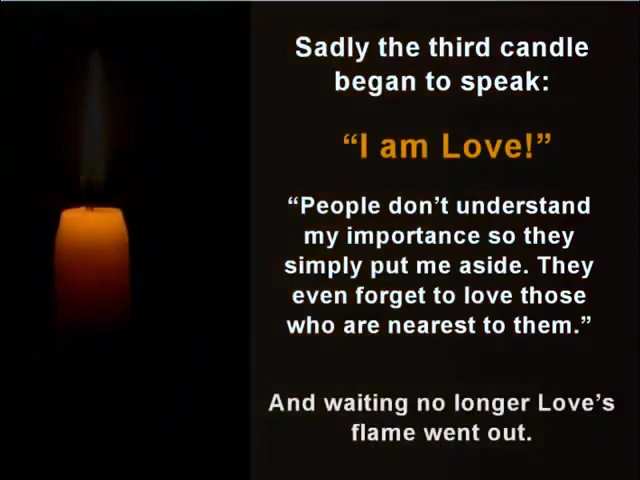 Sadly the third candle
began to speak:
“I am Love!”
“People don’t understand
my importance so they
simply put me aside. They
even forget to love those
who are nearest to them.”
And waiting no longer Love’s
flame went out.